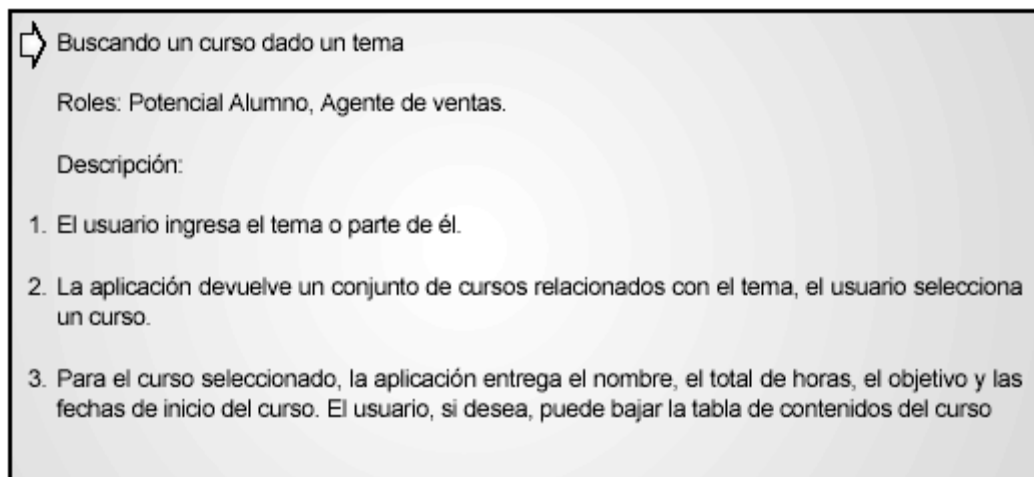 Buscando un curso dado un tema
Roles: Potencial Alumno, Agente de ventas.
Descripción:
1. El usuario ingresa el tema o parte de él.
2. La aplicación devuelve un conjunto de cursos relacionados con el tema, el usuario selecciona
un curso.
3. Para el curso seleccionado, la aplicación entrega el nombre, el total de horas, el objetivo y las
fechas de inicio del curso. El usuario, si desea, puede bajar la tabla de contenidos del curso